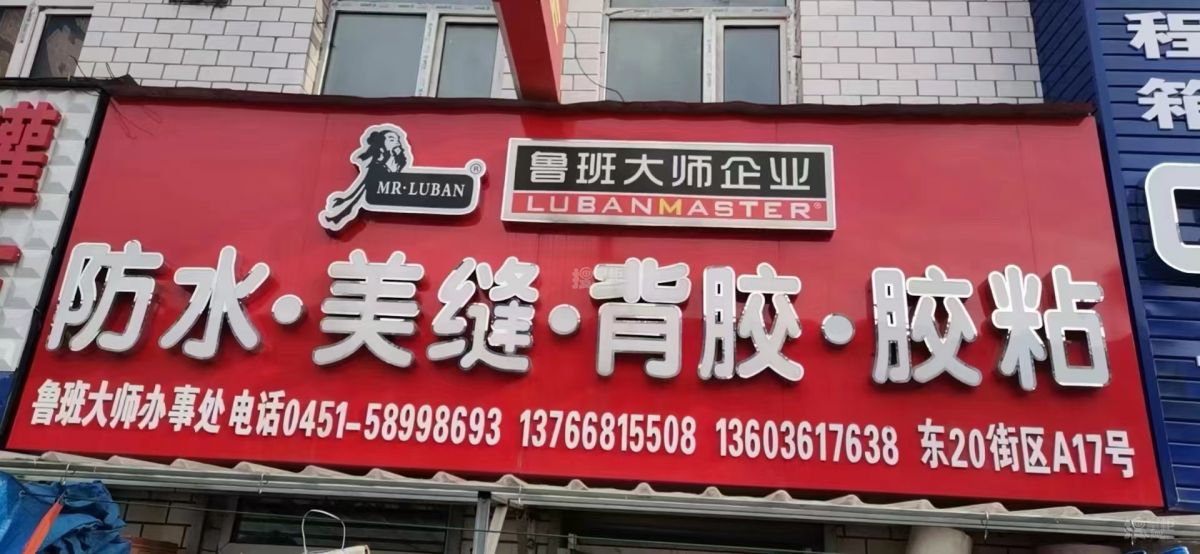 MR·LUBAN®
鲁班大师企业
LUBANMASTER®
防水·美缝·背胶·胶粘
鲁班大师办事处 电话0451-58998693 13766815508 13603617638 东20街区A17号
程
箱